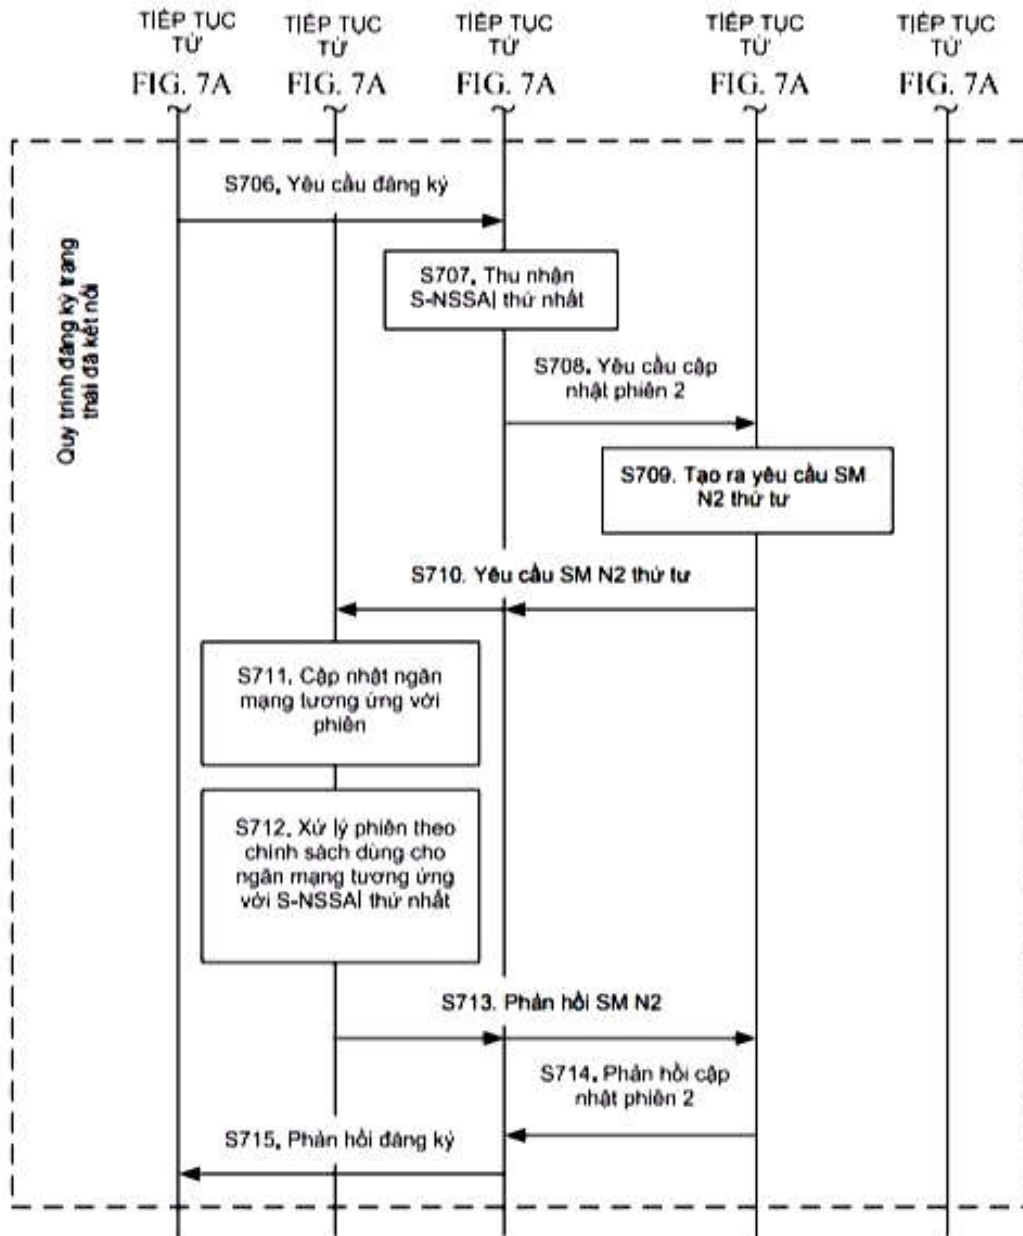 TIẾP TỤC
TỪ
FIG. 7A
TIẾP TỤC
TỪ
FIG. 7A
TIẾP TỤC
TỪ
FIG. 7A
TIẾP TỤC
TỪ
FIG. 7A
TIẾP TỤC
TỪ
FIG. 7A
Quy trình đăng ký trạng
thái đã kết nối
S706. Yêu cầu đăng ký
S707. Thu nhận
S-NSSAI thứ nhất
S708. Yêu cầu cập
nhật phiên 2
S709. Tạo ra yêu cầu SM
N2 thứ tư
S710. Yêu cầu SM N2 thứ tư
S711. Cập nhật ngăn
mạng tương ứng với
phiên
S712. Xử lý phiên theo
chính sách dùng cho
ngăn mạng tương ứng
với S-NSSAI thứ nhất
S713. Phản hồi SM N2
S714. Phản hồi cập
nhật phiên 2
S715. Phản hồi đăng ký